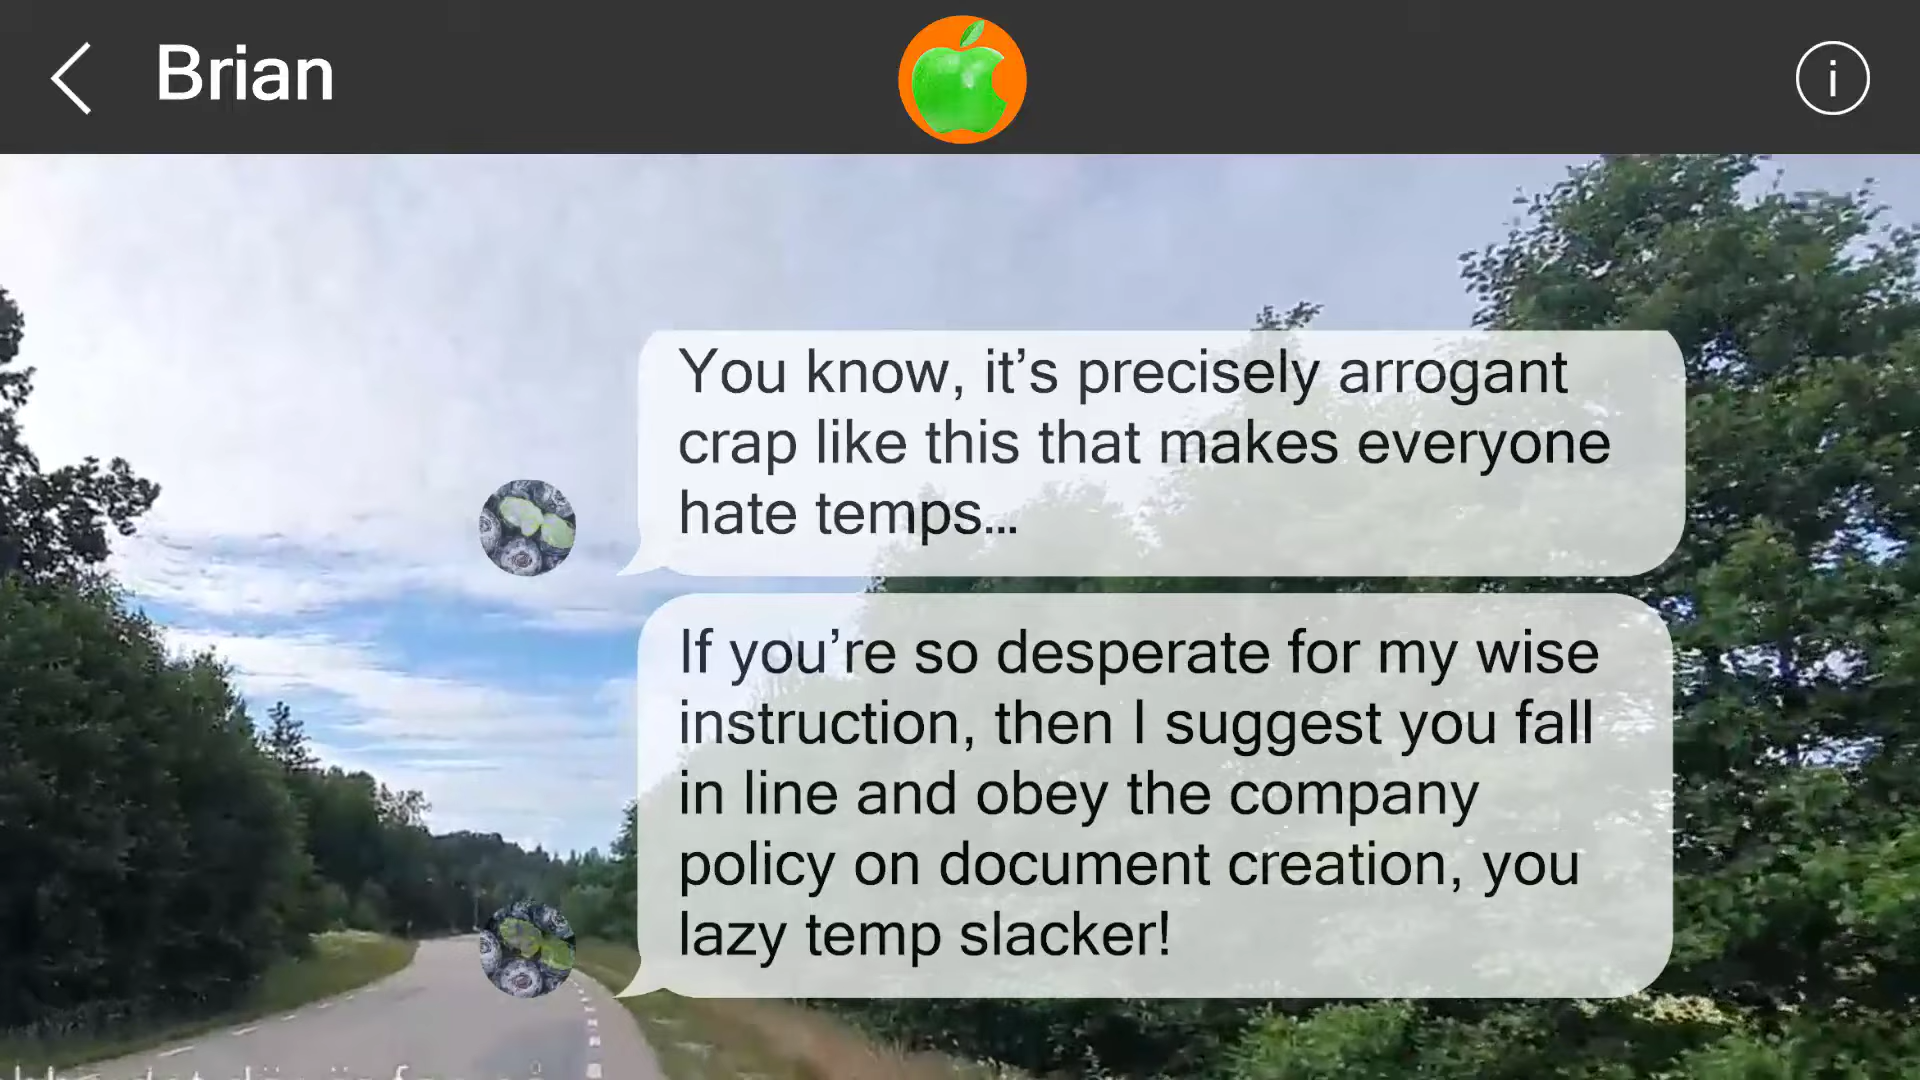 Brian
You know, it’s precisely arrogant
crap like this that makes everyone
hate temps...
If you’re so desperate for my wise
instruction, then I suggest you fall
in line and obey the company
policy on document creation, you
lazy temp slacker!